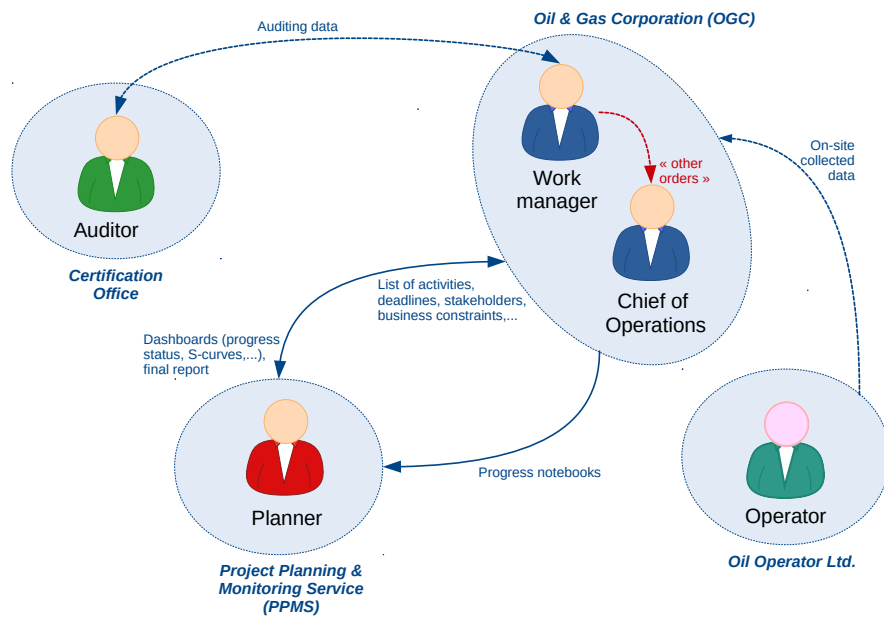 Oil & Gas Corporation (OGC)
Auditing data
« other
orders »
On-site
collected
data
Work
manager
Auditor
Certification
Office
Chief of
Operations
List of activities,
deadlines, stakeholders,
business constraints,...
Dashboards (progress
status, S-curves,...),
final report
Progress notebooks
Planner
Operator
Project Planning &
Monitoring Service
(PPMS)
Oil Operator Ltd.